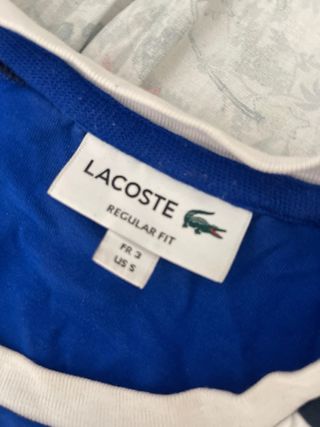 LACOSTE
REGULAR FIT
FR 3
US S